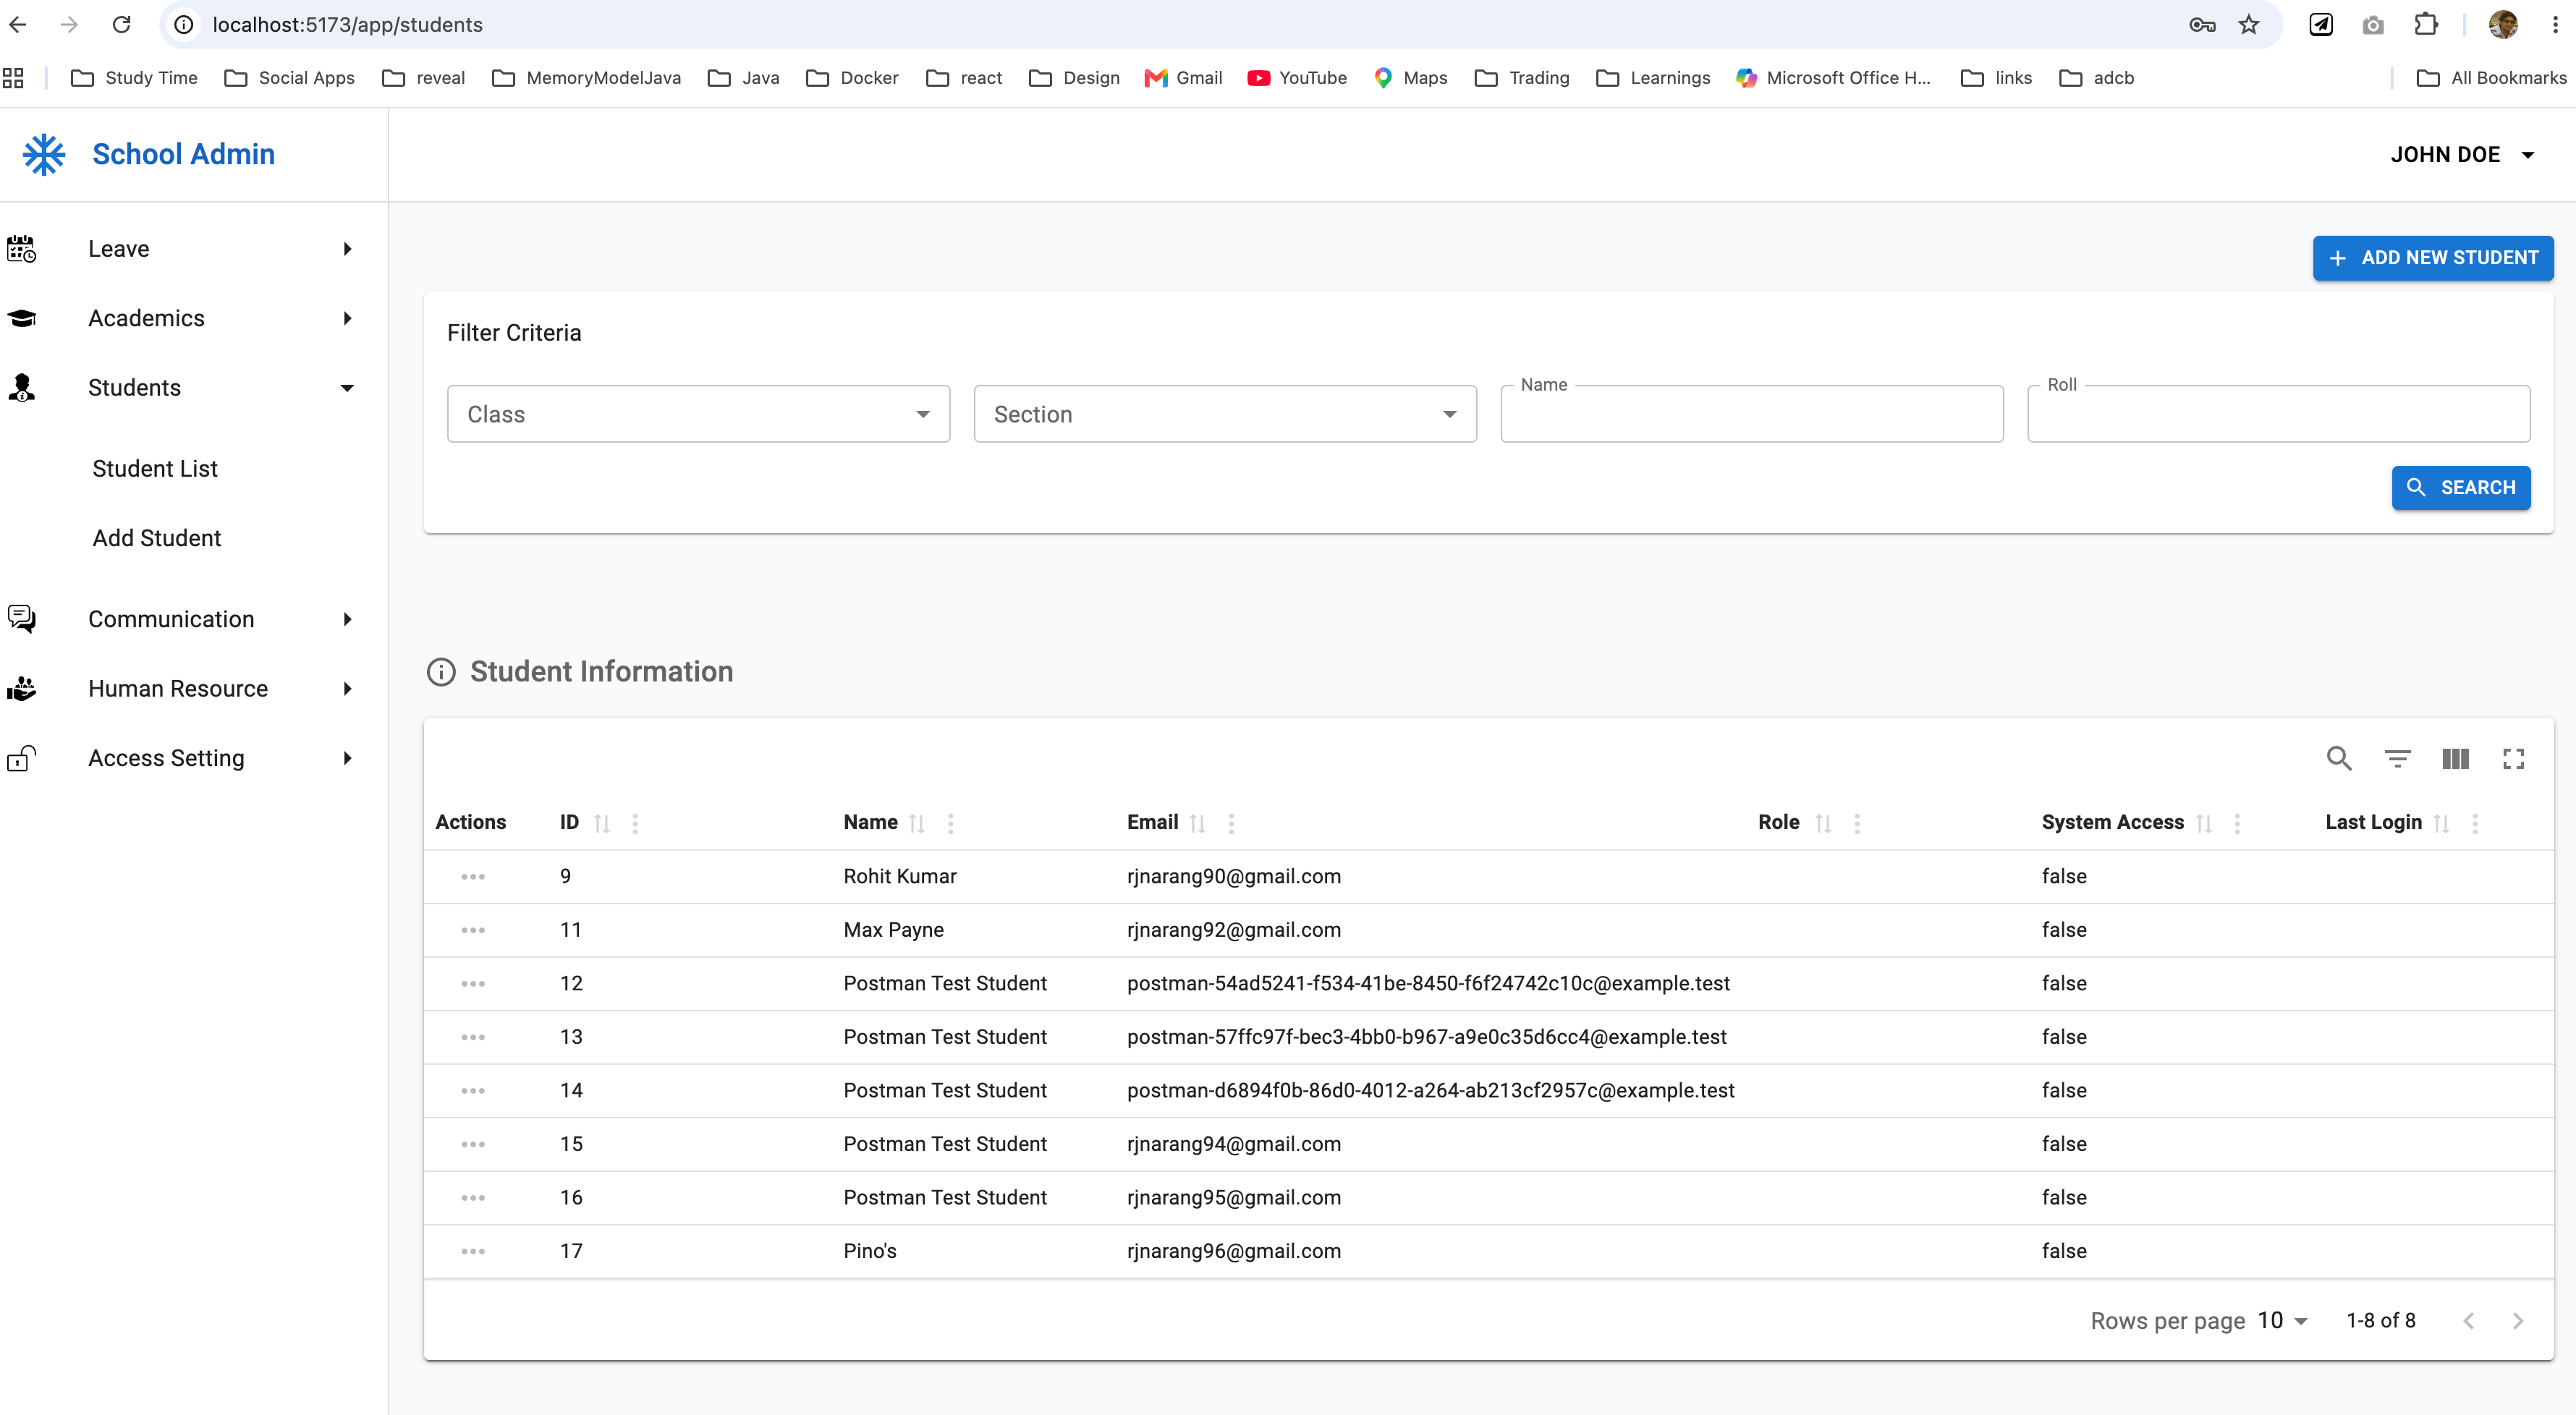 localhost:5173/app/students
Study Time Social Apps reveal MemoryModelJava Java Docker react Design Gmail YouTube Maps Trading Learnings Microsoft Office H... links adcb All Bookmarks
School Admin
JOHN DOE
Leave
Academics
Students
Student List
Add Student
Communication
Human Resource
Access Setting
ADD NEW STUDENT
Filter Criteria
Class Section Name Roll
SEARCH
Student Information
Actions ID Name Email Role System Access Last Login
9 Rohit Kumar rjnarang90@gmail.com false
11 Max Payne rjnarang92@gmail.com false
12 Postman Test Student postman-54ad5241-f534-41be-8450-f6f24742c10c@example.test false
13 Postman Test Student postman-57ffc97f-bec3-4bb0-b967-a9e0c35d6cc4@example.test false
14 Postman Test Student postman-d6894f0b-86d0-4012-a264-ab213cf2957c@example.test false
15 Postman Test Student rjnarang94@gmail.com false
16 Postman Test Student rjnarang95@gmail.com false
17 Pino's rjnarang96@gmail.com false
Rows per page 10 1-8 of 8